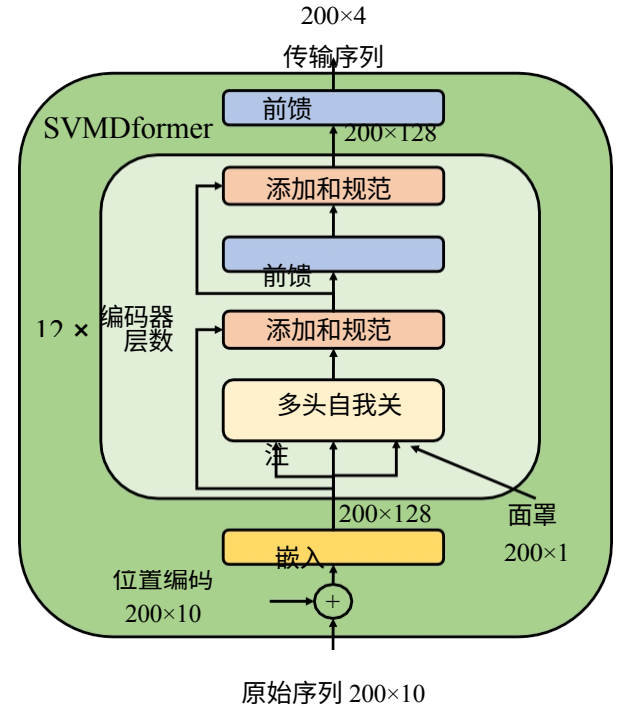 200×4
传输序列
前馈
SVMDformer
200×128
添加和规范
前馈
12 × 编码器
层数
添加和规范
多头自我关
注
200×128
面罩
200×1
嵌入
位置编码
200×10
+
原始序列 200×10